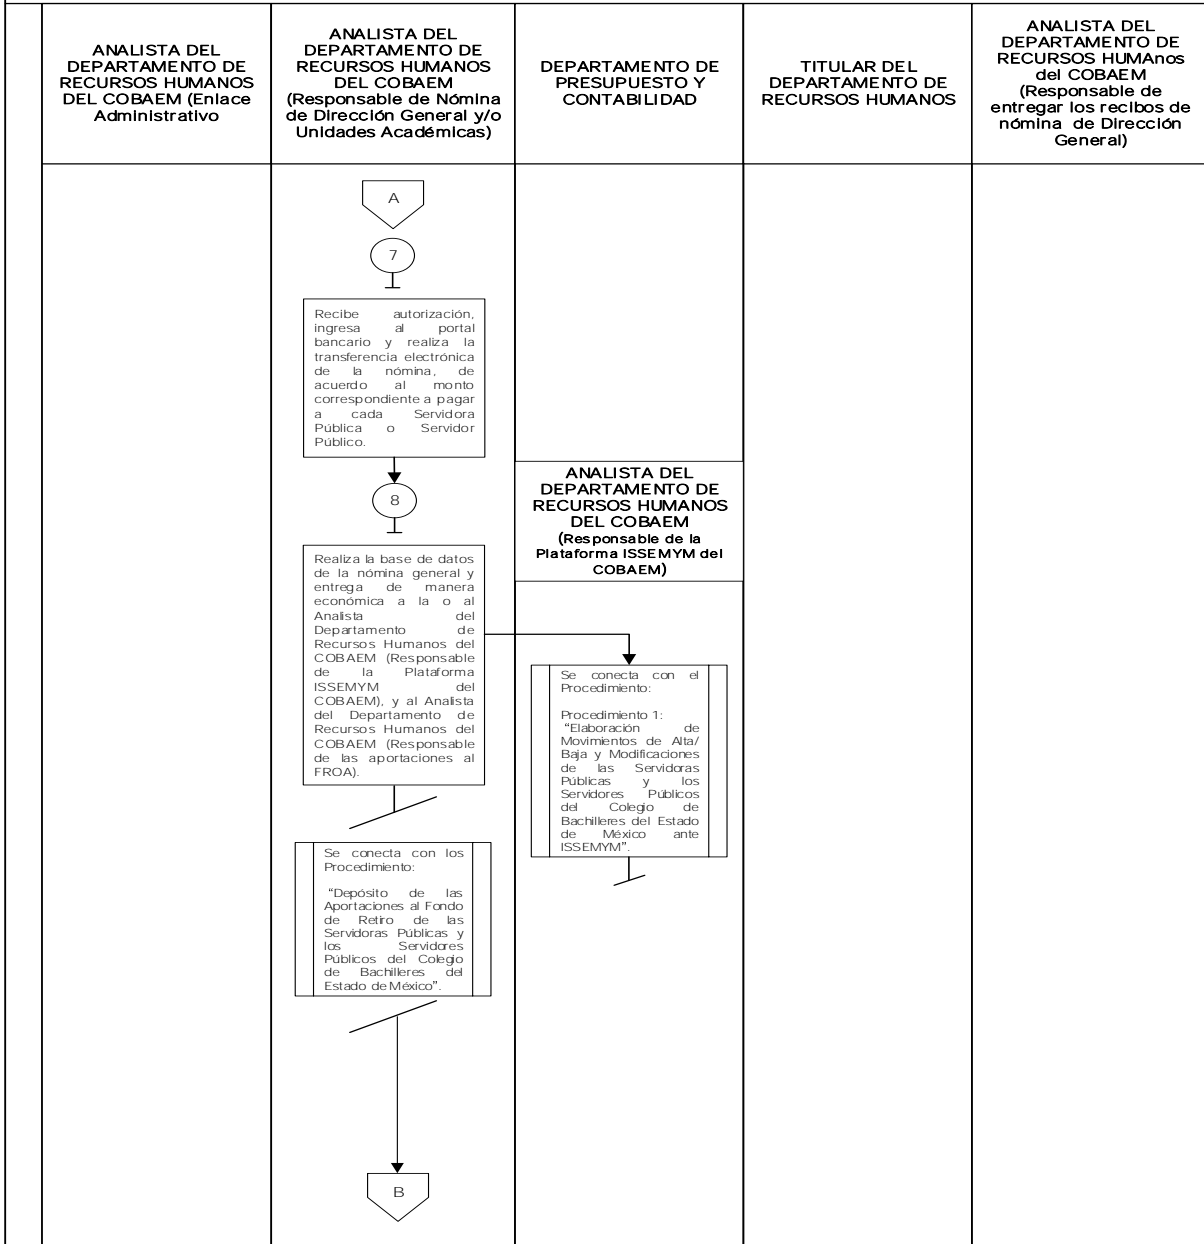 ANALISTA DEL
DEPARTAMENTO DE
RECURSOS HUMANOS
DEL COBAEM (Enlace
Administrativo
ANALISTA DEL
DEPARTAMENTO DE
RECURSOS HUMANOS
DEL COBAEM
(Responsable de Nómina
de Dirección General y/o
Unidades Académicas)
DEPARTAMENTO DE
PRESUPUESTO Y
CONTABILIDAD
TITULAR DEL
DEPARTAMENTO DE
RECURSOS HUMANOS
ANALISTA DEL
DEPARTAMENTO DE
RECURSOS HUMAnos
del COBAEM
(Responsable de
entregar los recibos de
nómina de Dirección
General)
A
7
Recibe autorización,
ingresa al portal
bancario y realiza la
transferencia electrónica
de la nómina, de
acuerdo al monto
correspondiente a pagar
a cada Servidora
Pública o Servidor
Público.
8
Realiza la base de datos
de la nómina general y
entrega de manera
económica a la o al
Analista del
Departamento de
Recursos Humanos del
COBAEM (Responsable
de la Plataforma
ISSEMYM del
COBAEM), y al Analista
del Departamento de
Recursos Humanos del
COBAEM (Responsable
de las aportaciones al
FROA).
ANALISTA DEL
DEPARTAMENTO DE
RECURSOS HUMANOS
DEL COBAEM
(Responsable de la
Plataforma ISSEMYM del
COBAEM)
Se conecta con el
Procedimiento:
Procedimiento 1:
“Elaboración de
Movimientos de Alta/
Baja y Modificaciones
de las Servidoras
Públicas y los
Servidores Públicos
del Colegio de
Bachilleres del Estado
de México ante
ISSEMYM”.
Se conecta con los
Procedimiento:
“Depósito de las
Aportaciones al Fondo
de Retiro de las
Servidoras Públicas y
los Servidores
Públicos del Colegio
de Bachilleres del
Estado de México”.
B